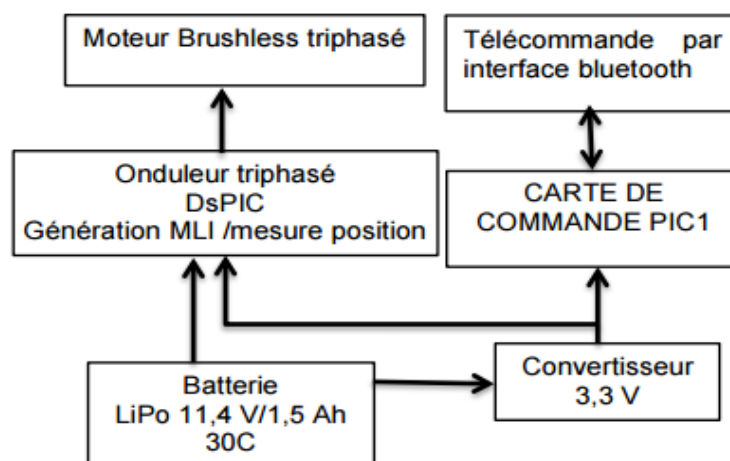 Moteur Brushless triphasé
Télécommande par
interface bluetooth
Onduleur triphasé
DsPIC
Génération MLI /mesure position
CARTE DE
COMMANDE PIC1
Batterie
LiPo 11,4 V/1,5 Ah
30C
Convertisseur
3,3 V